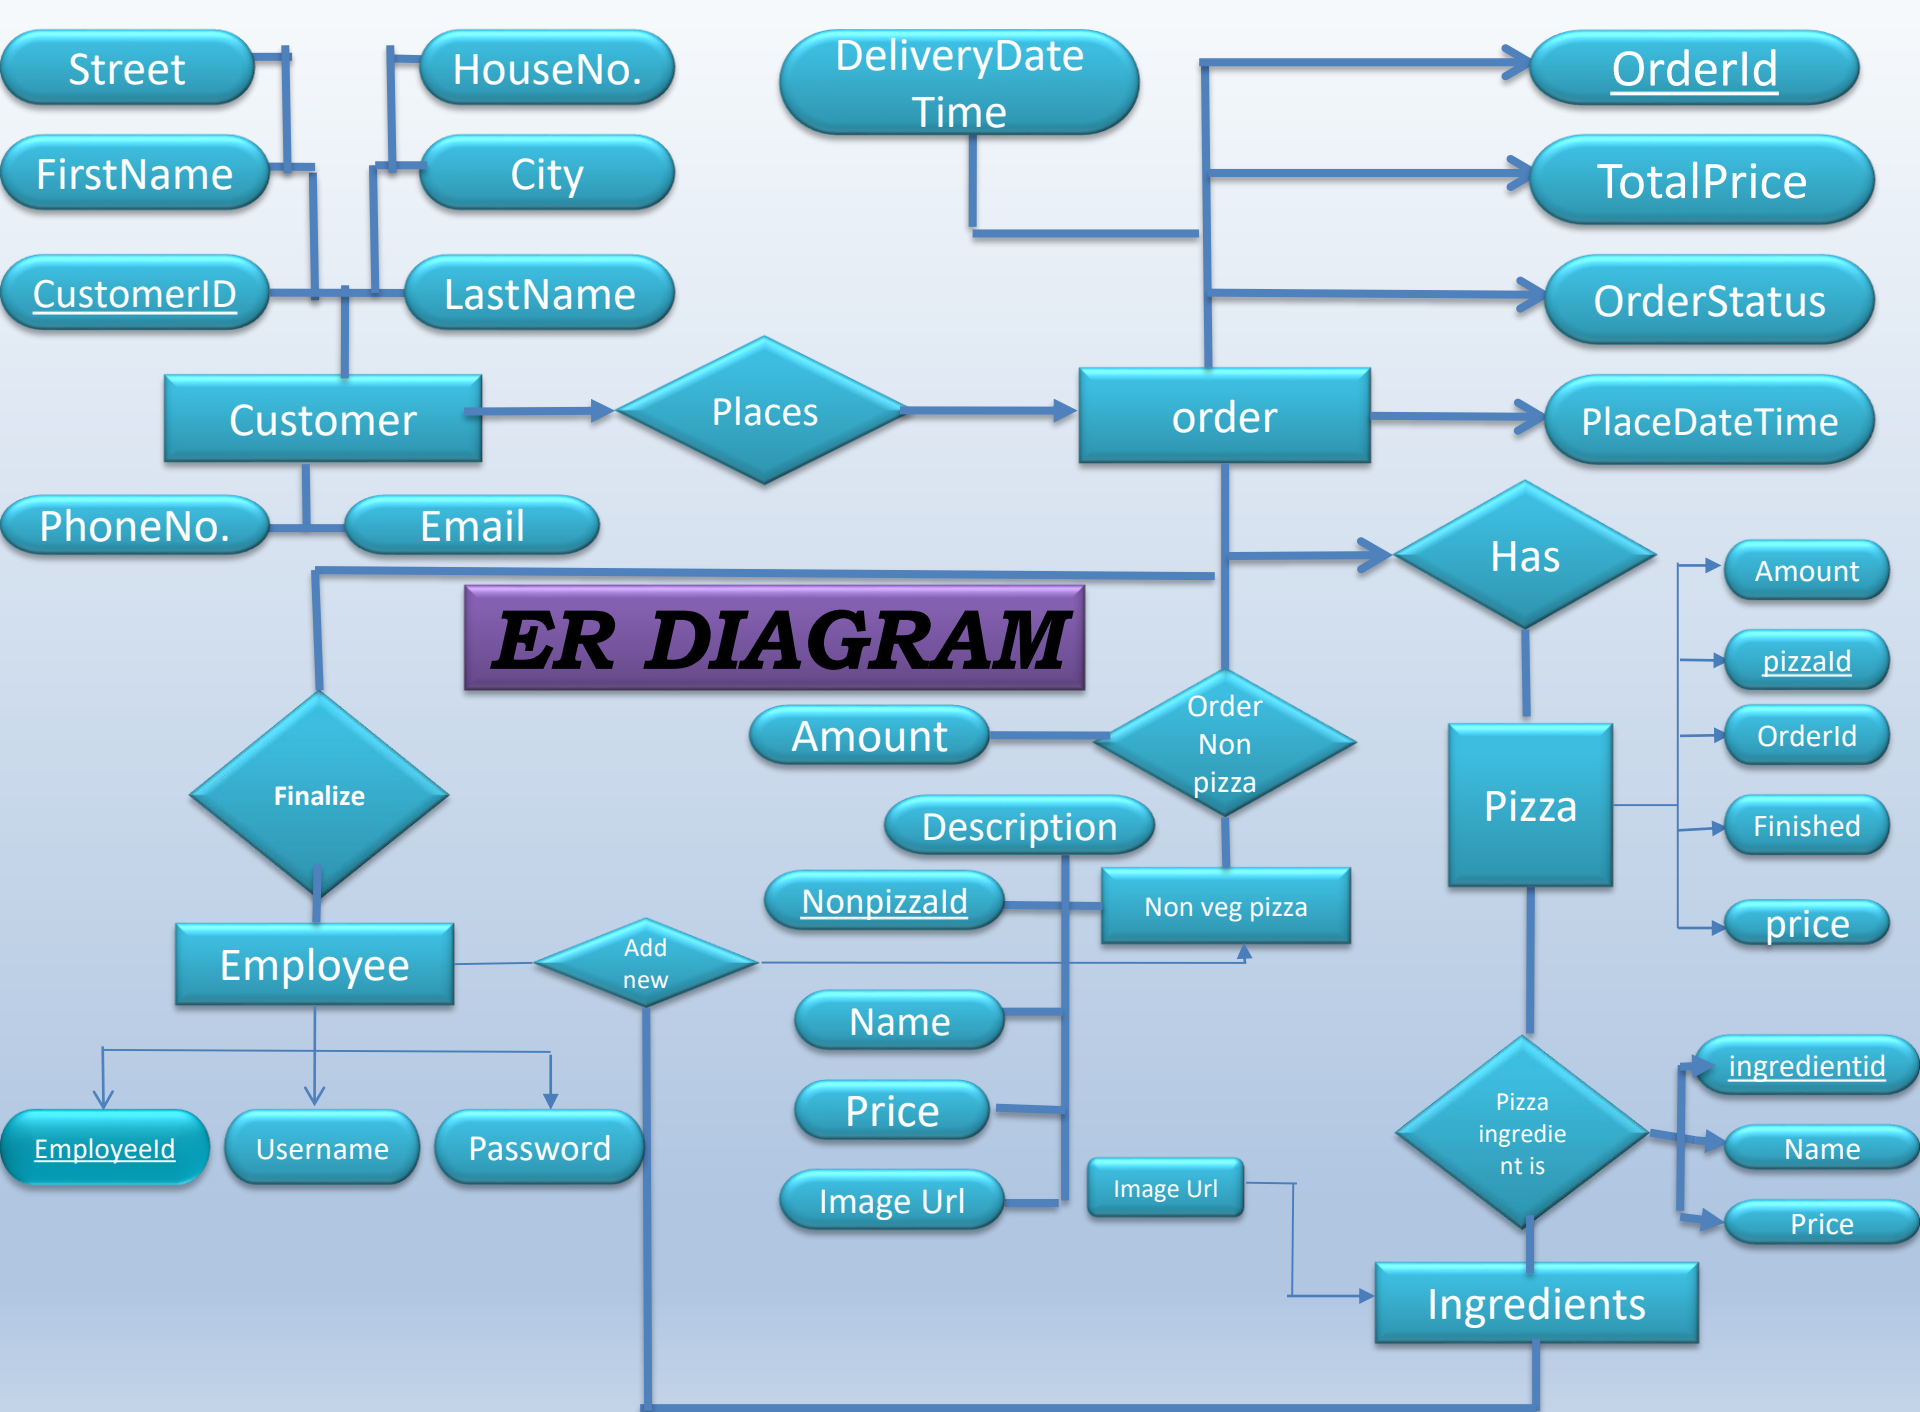 Street
HouseNo.
DeliveryDate
Time
OrderId
FirstName
City
TotalPrice
CustomerID
LastName
OrderStatus
Customer
Places
order
PlaceDateTime
PhoneNo.
Email
Has
Amount
ER DIAGRAM
pizzaId
Order
Non
pizza
Amount
OrderId
Finalize
Pizza
Description
Finished
NonpizzaId
Non veg pizza
price
Employee
Add
new
Name
ingredientid
Price
Pizza
ingredie
nt is
EmployeeId
Username
Password
Name
Image Url
Image Url
Price
Ingredients